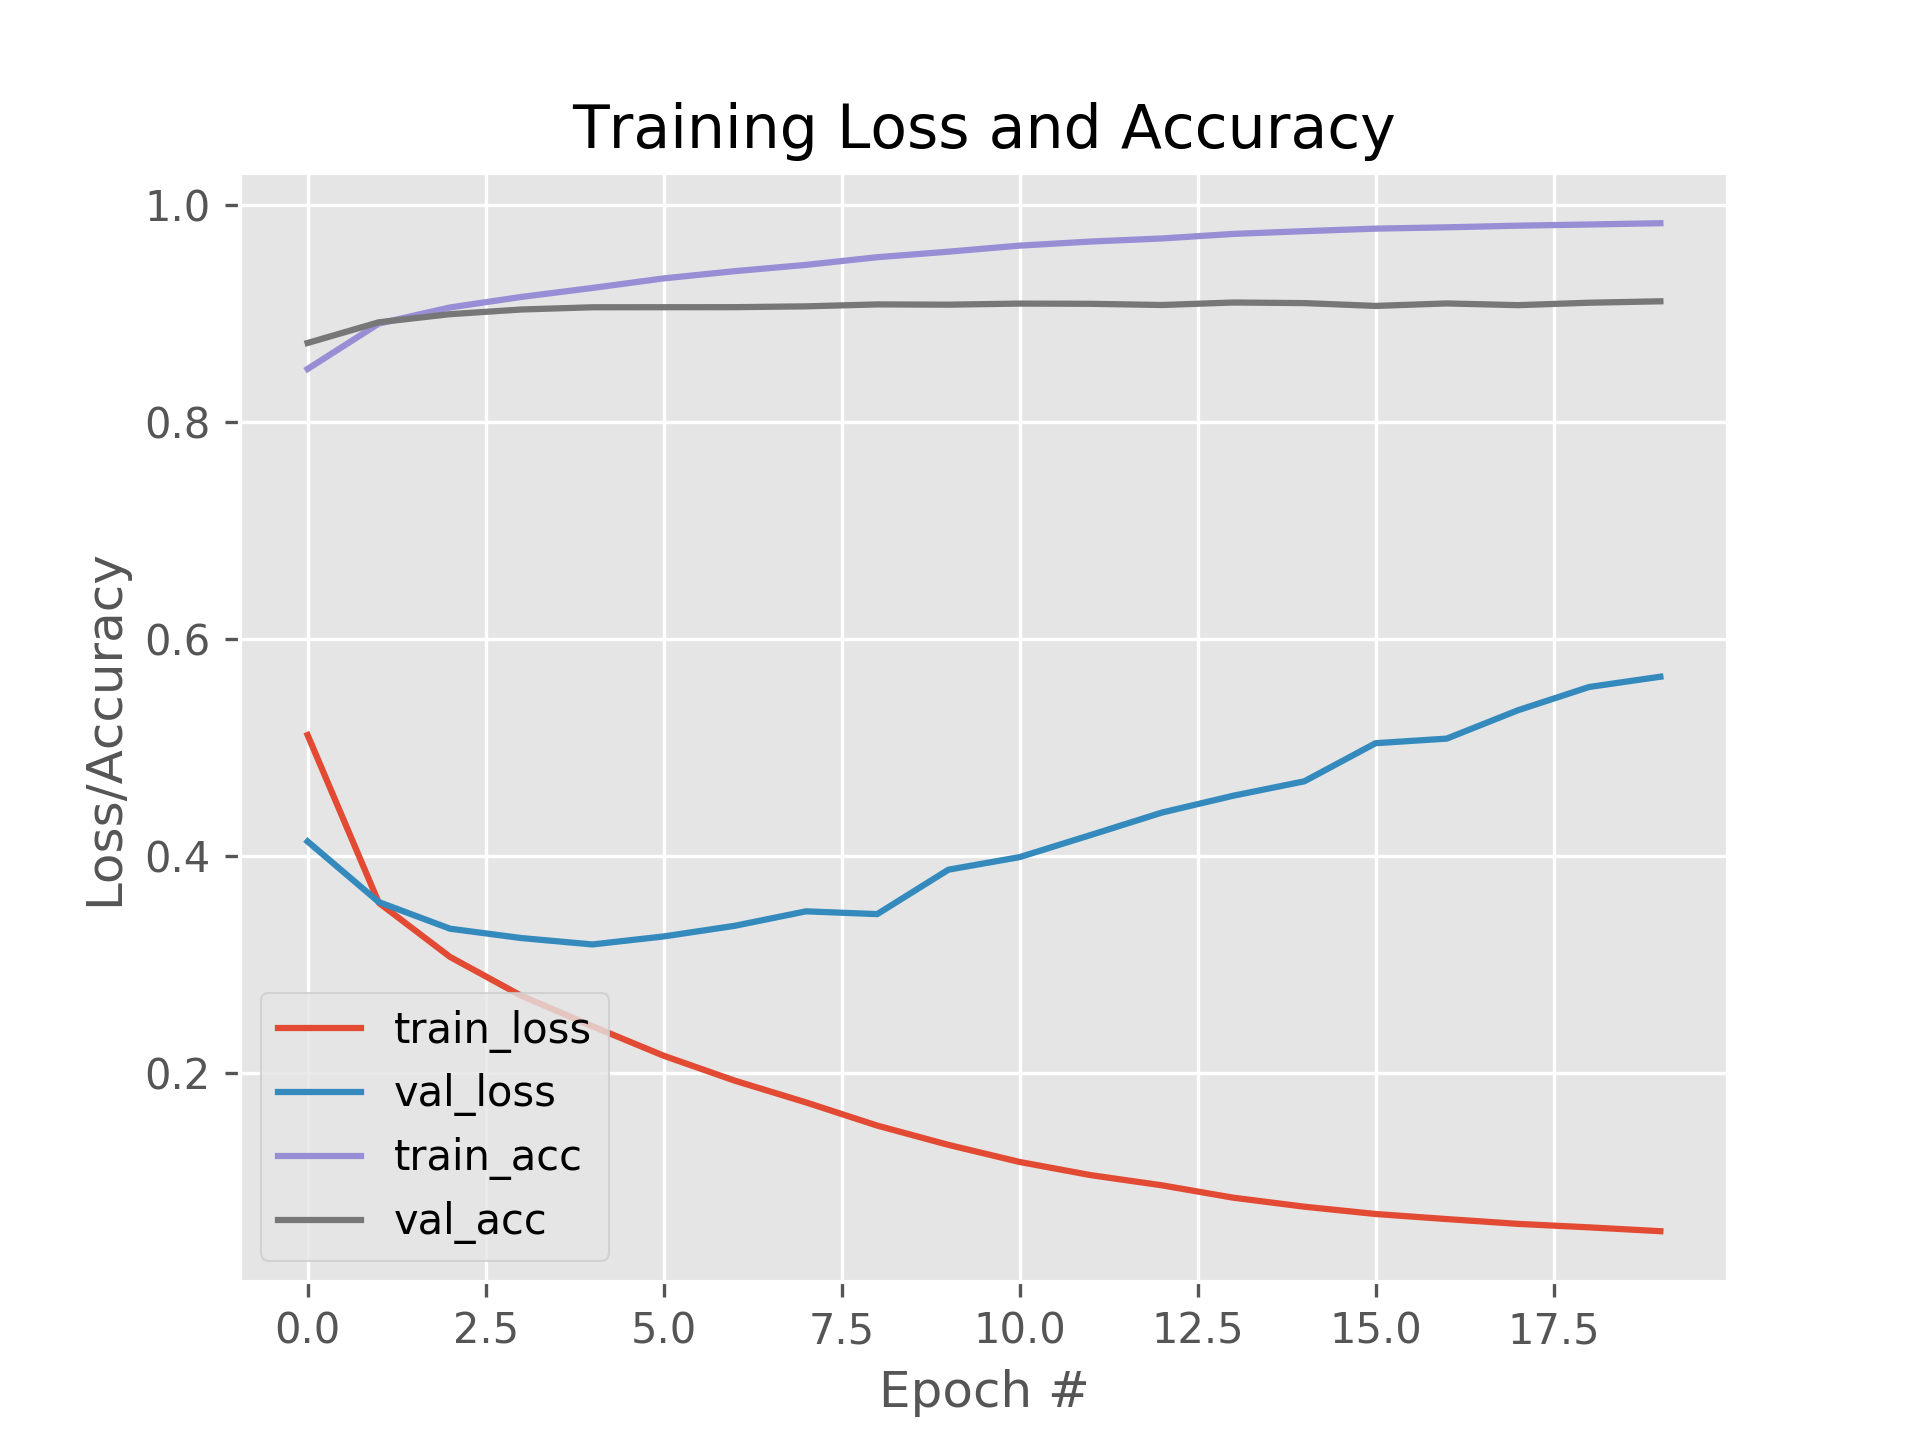 Training Loss and Accuracy
1.0
0.8
0.6
0.4
0.2
Loss/Accuracy
train_loss
val_loss
train_acc
val_acc
0.0 2.5 5.0 7.5 10.0 12.5 15.0 17.5
Epoch #